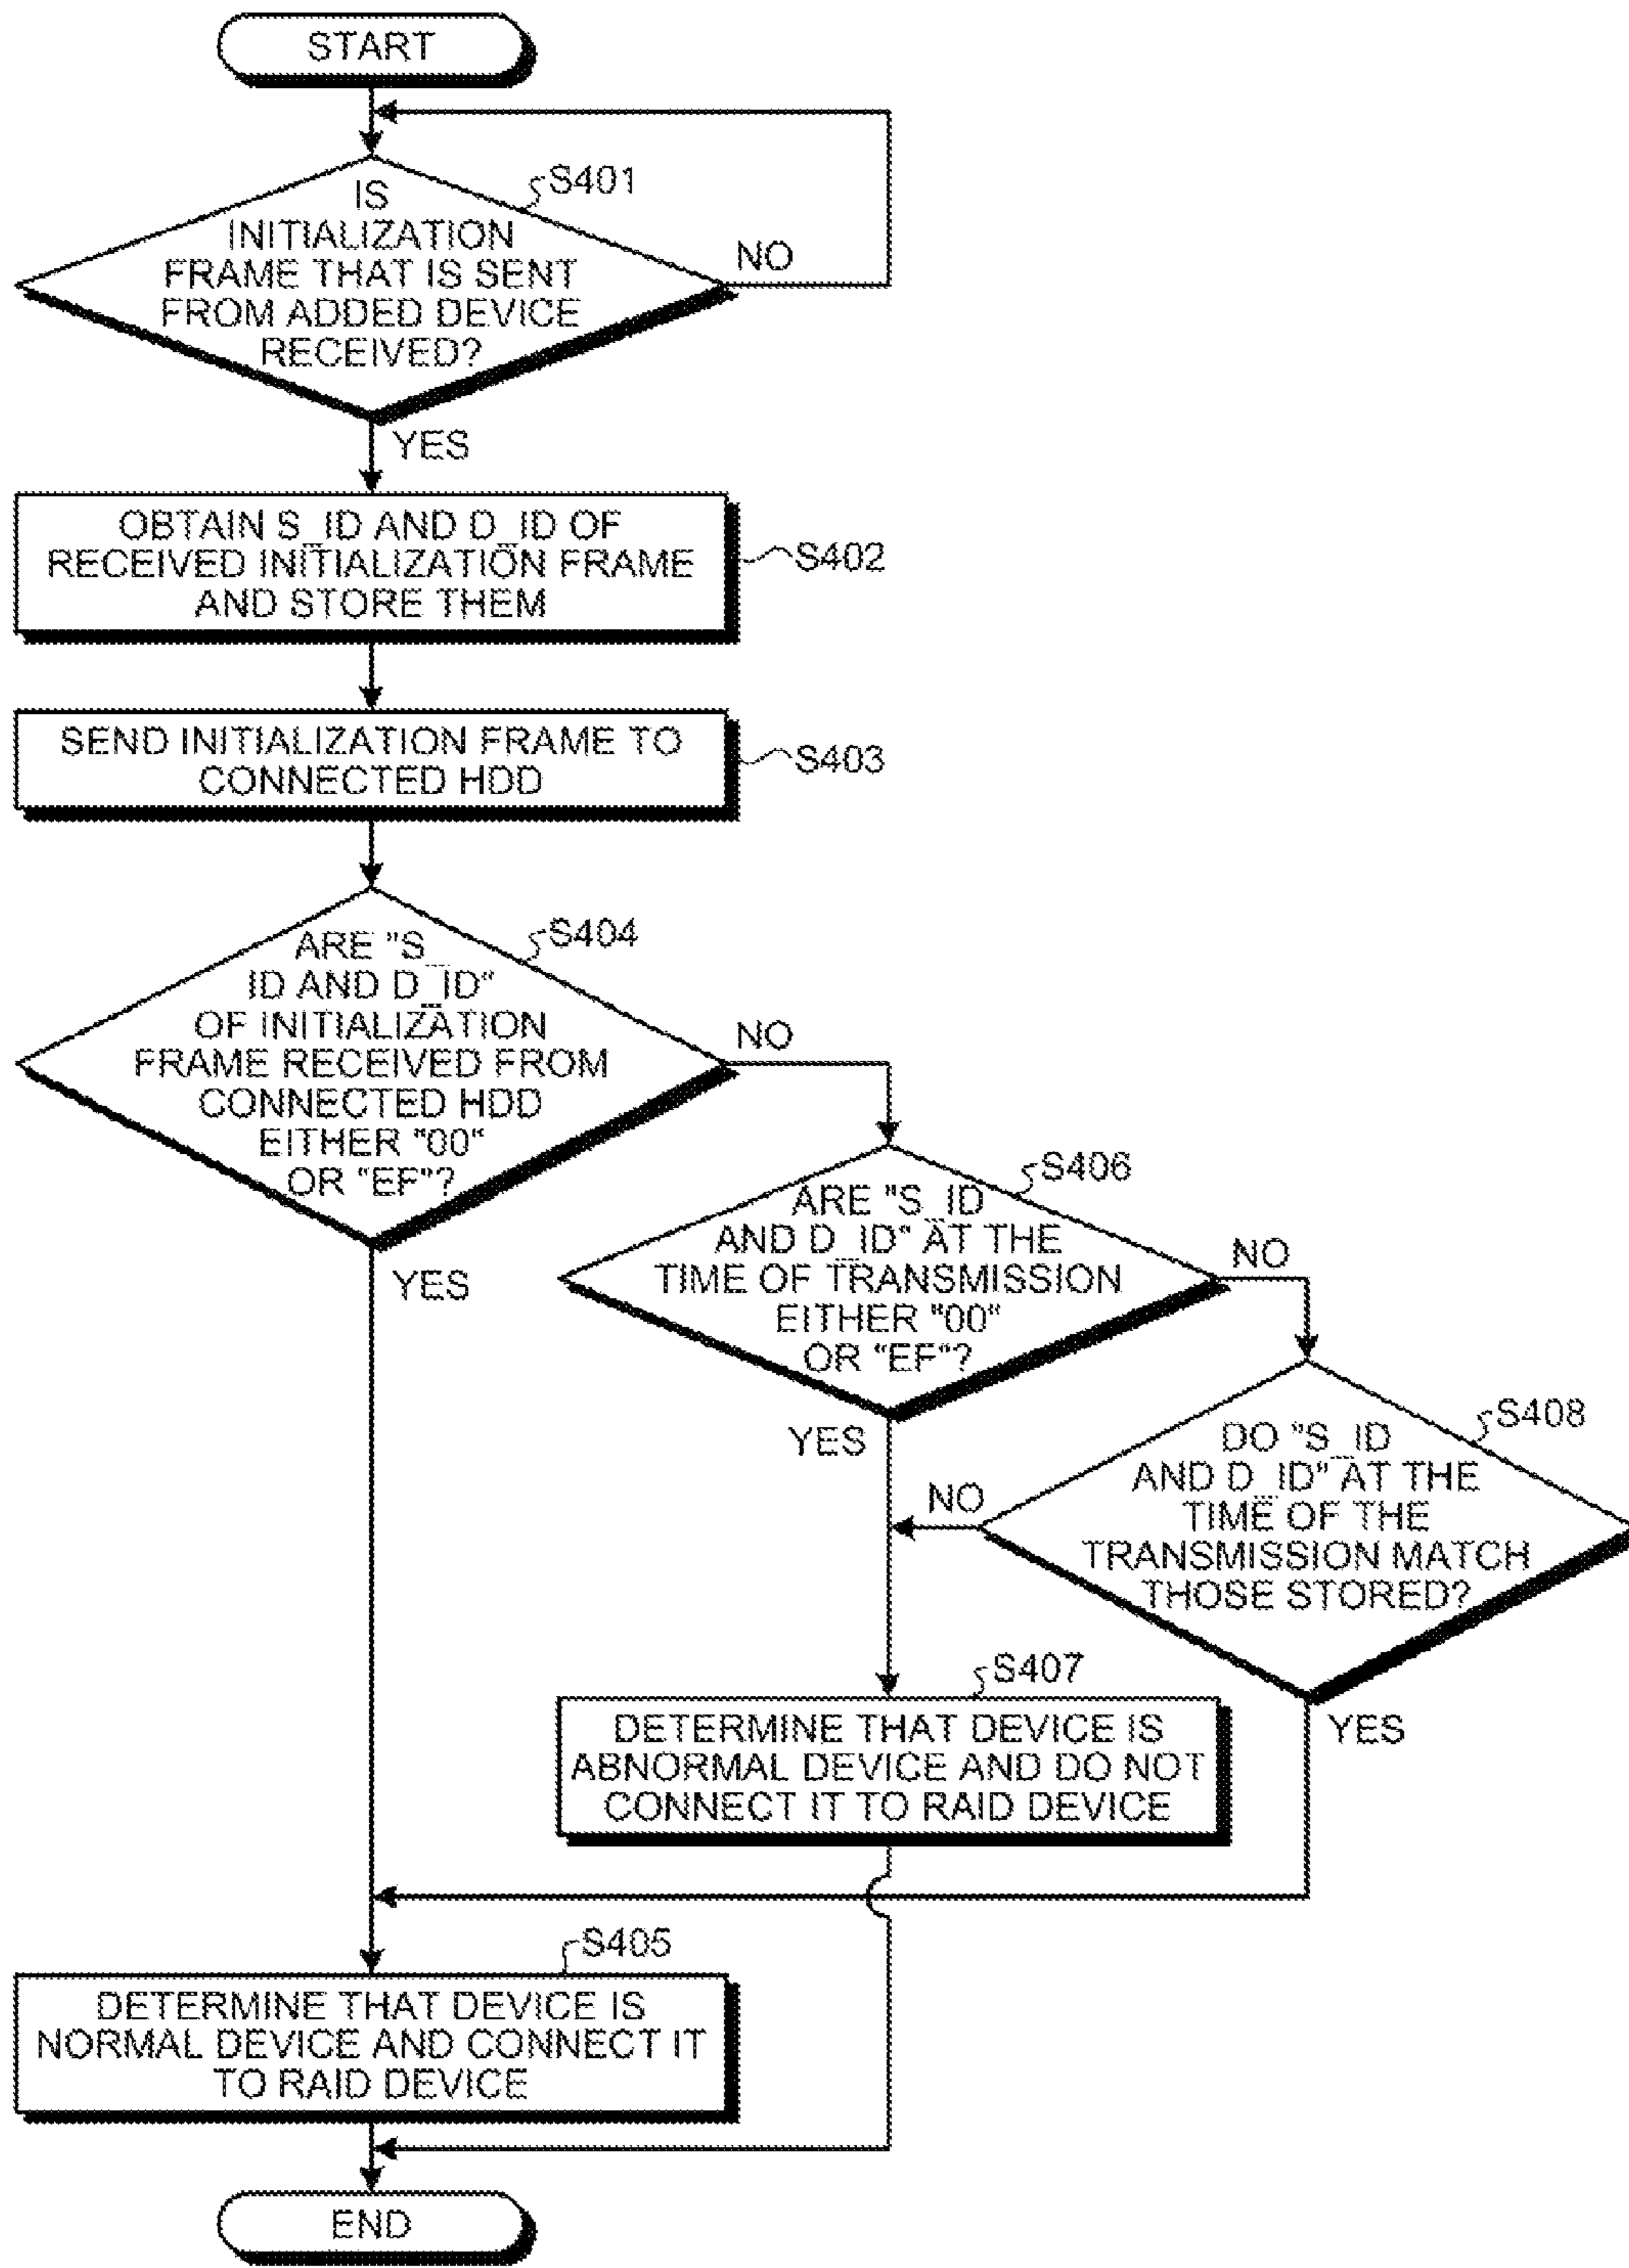 START
S401
IS
INITIALIZATION
FRAME THAT IS SENT
FROM ADDED DEVICE
RECEIVED?
NO
YES
OBTAIN S_ID AND D_ID OF
RECEIVED INITIALIZATION FRAME
AND STORE THEM
S402
SEND INITIALIZATION FRAME TO
CONNECTED HDD
S403
S404
ARE "S_
ID AND D_ID"
OF INITIALIZATION
FRAME RECEIVED FROM
CONNECTED HDD
EITHER "00"
OR "EF"?
NO
YES
S406
ARE "S_ID
AND D_ID" AT THE
TIME OF TRANSMISSION
EITHER "00"
OR "EF"?
NO
YES
S408
DO "S_ID
AND D_ID" AT THE
TIME OF THE
TRANSMISSION MATCH
THOSE STORED?
NO
YES
S407
DETERMINE THAT DEVICE IS
ABNORMAL DEVICE AND DO NOT
CONNECT IT TO RAID DEVICE
S405
DETERMINE THAT DEVICE IS
NORMAL DEVICE AND CONNECT IT
TO RAID DEVICE
END